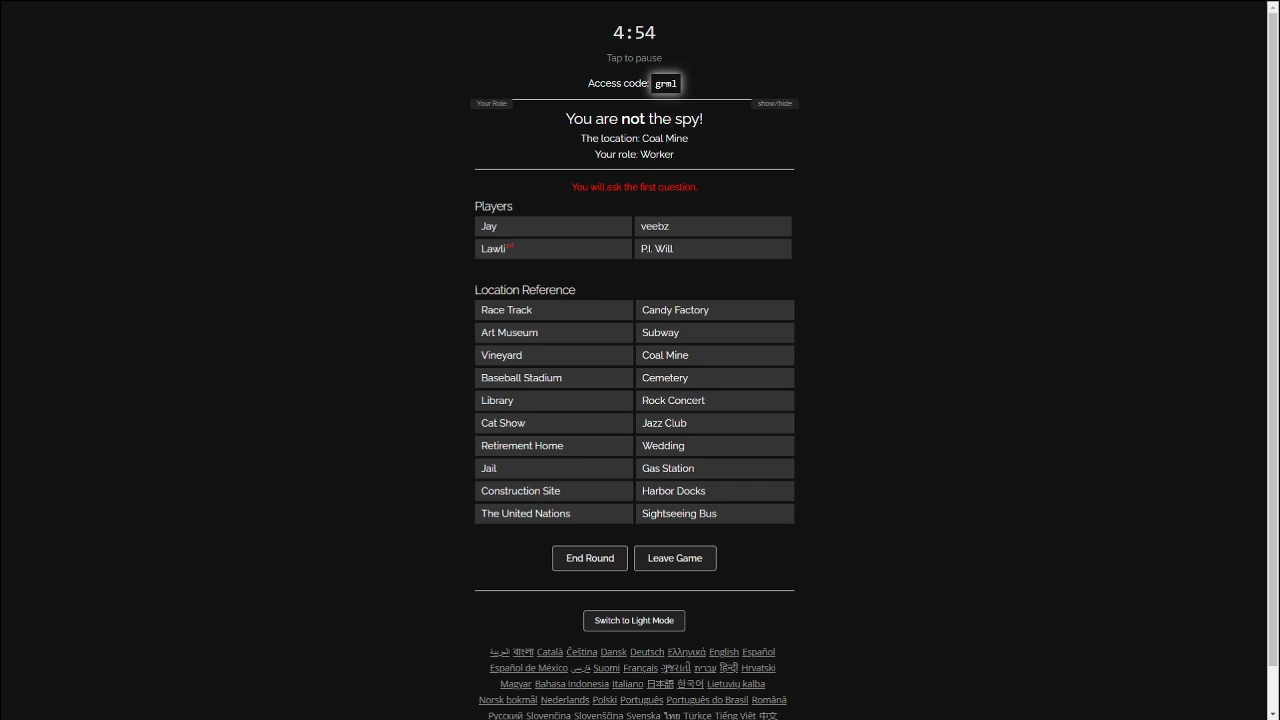 4:54
Tap to pause
Access code: grml
Your Role show/hide
You are not the spy!
The location: Coal Mine
Your role: Worker
You will ask the first question.
Players
Jay veebz
Lawli 1st P.I. Will
Location Reference
Race Track Candy Factory
Art Museum Subway
Vineyard Coal Mine
Baseball Stadium Cemetery
Library Rock Concert
Cat Show Jazz Club
Retirement Home Wedding
Jail Gas Station
Construction Site Harbor Docks
The United Nations Sightseeing Bus
End Round Leave Game
Switch to Light Mode
العربية বাংলা Català Čeština Dansk Deutsch Ελληνικά English Español
Español de México فارسی Suomi Français ગુજરાતી עברית हिन्दी Hrvatski
Magyar Bahasa Indonesia Italiano 日本語 한국어 Lietuvių kalba
Norsk bokmål Nederlands Polski Português Português do Brasil Română
Русский Slovenčina Slovenščina Svenska ไทย Türkçe Tiếng Việt 中文